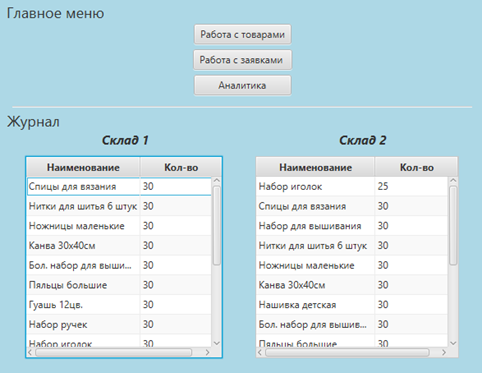 Главное меню
Работа с товарами
Работа с заявками
Аналитика
Журнал
Склад 1
Склад 2
Наименование Кол-во
Спицы для вязания 30
Нитки для шитья 6 штук 30
Ножницы маленькие 30
Канва 30х40см 30
Бол. набор для выши... 30
Пяльцы большие 30
Гуашь 12цв. 30
Набор ручек 30
Набор иголок 30
Наименование Кол-во
Набор иголок 25
Спицы для вязания 30
Набор для вышивания 30
Нитки для шитья 6 штук 30
Ножницы маленькие 30
Канва 30х40см 30
Нашивка детская 30
Бол. набор для вышив... 30
Пяльцы большие 30